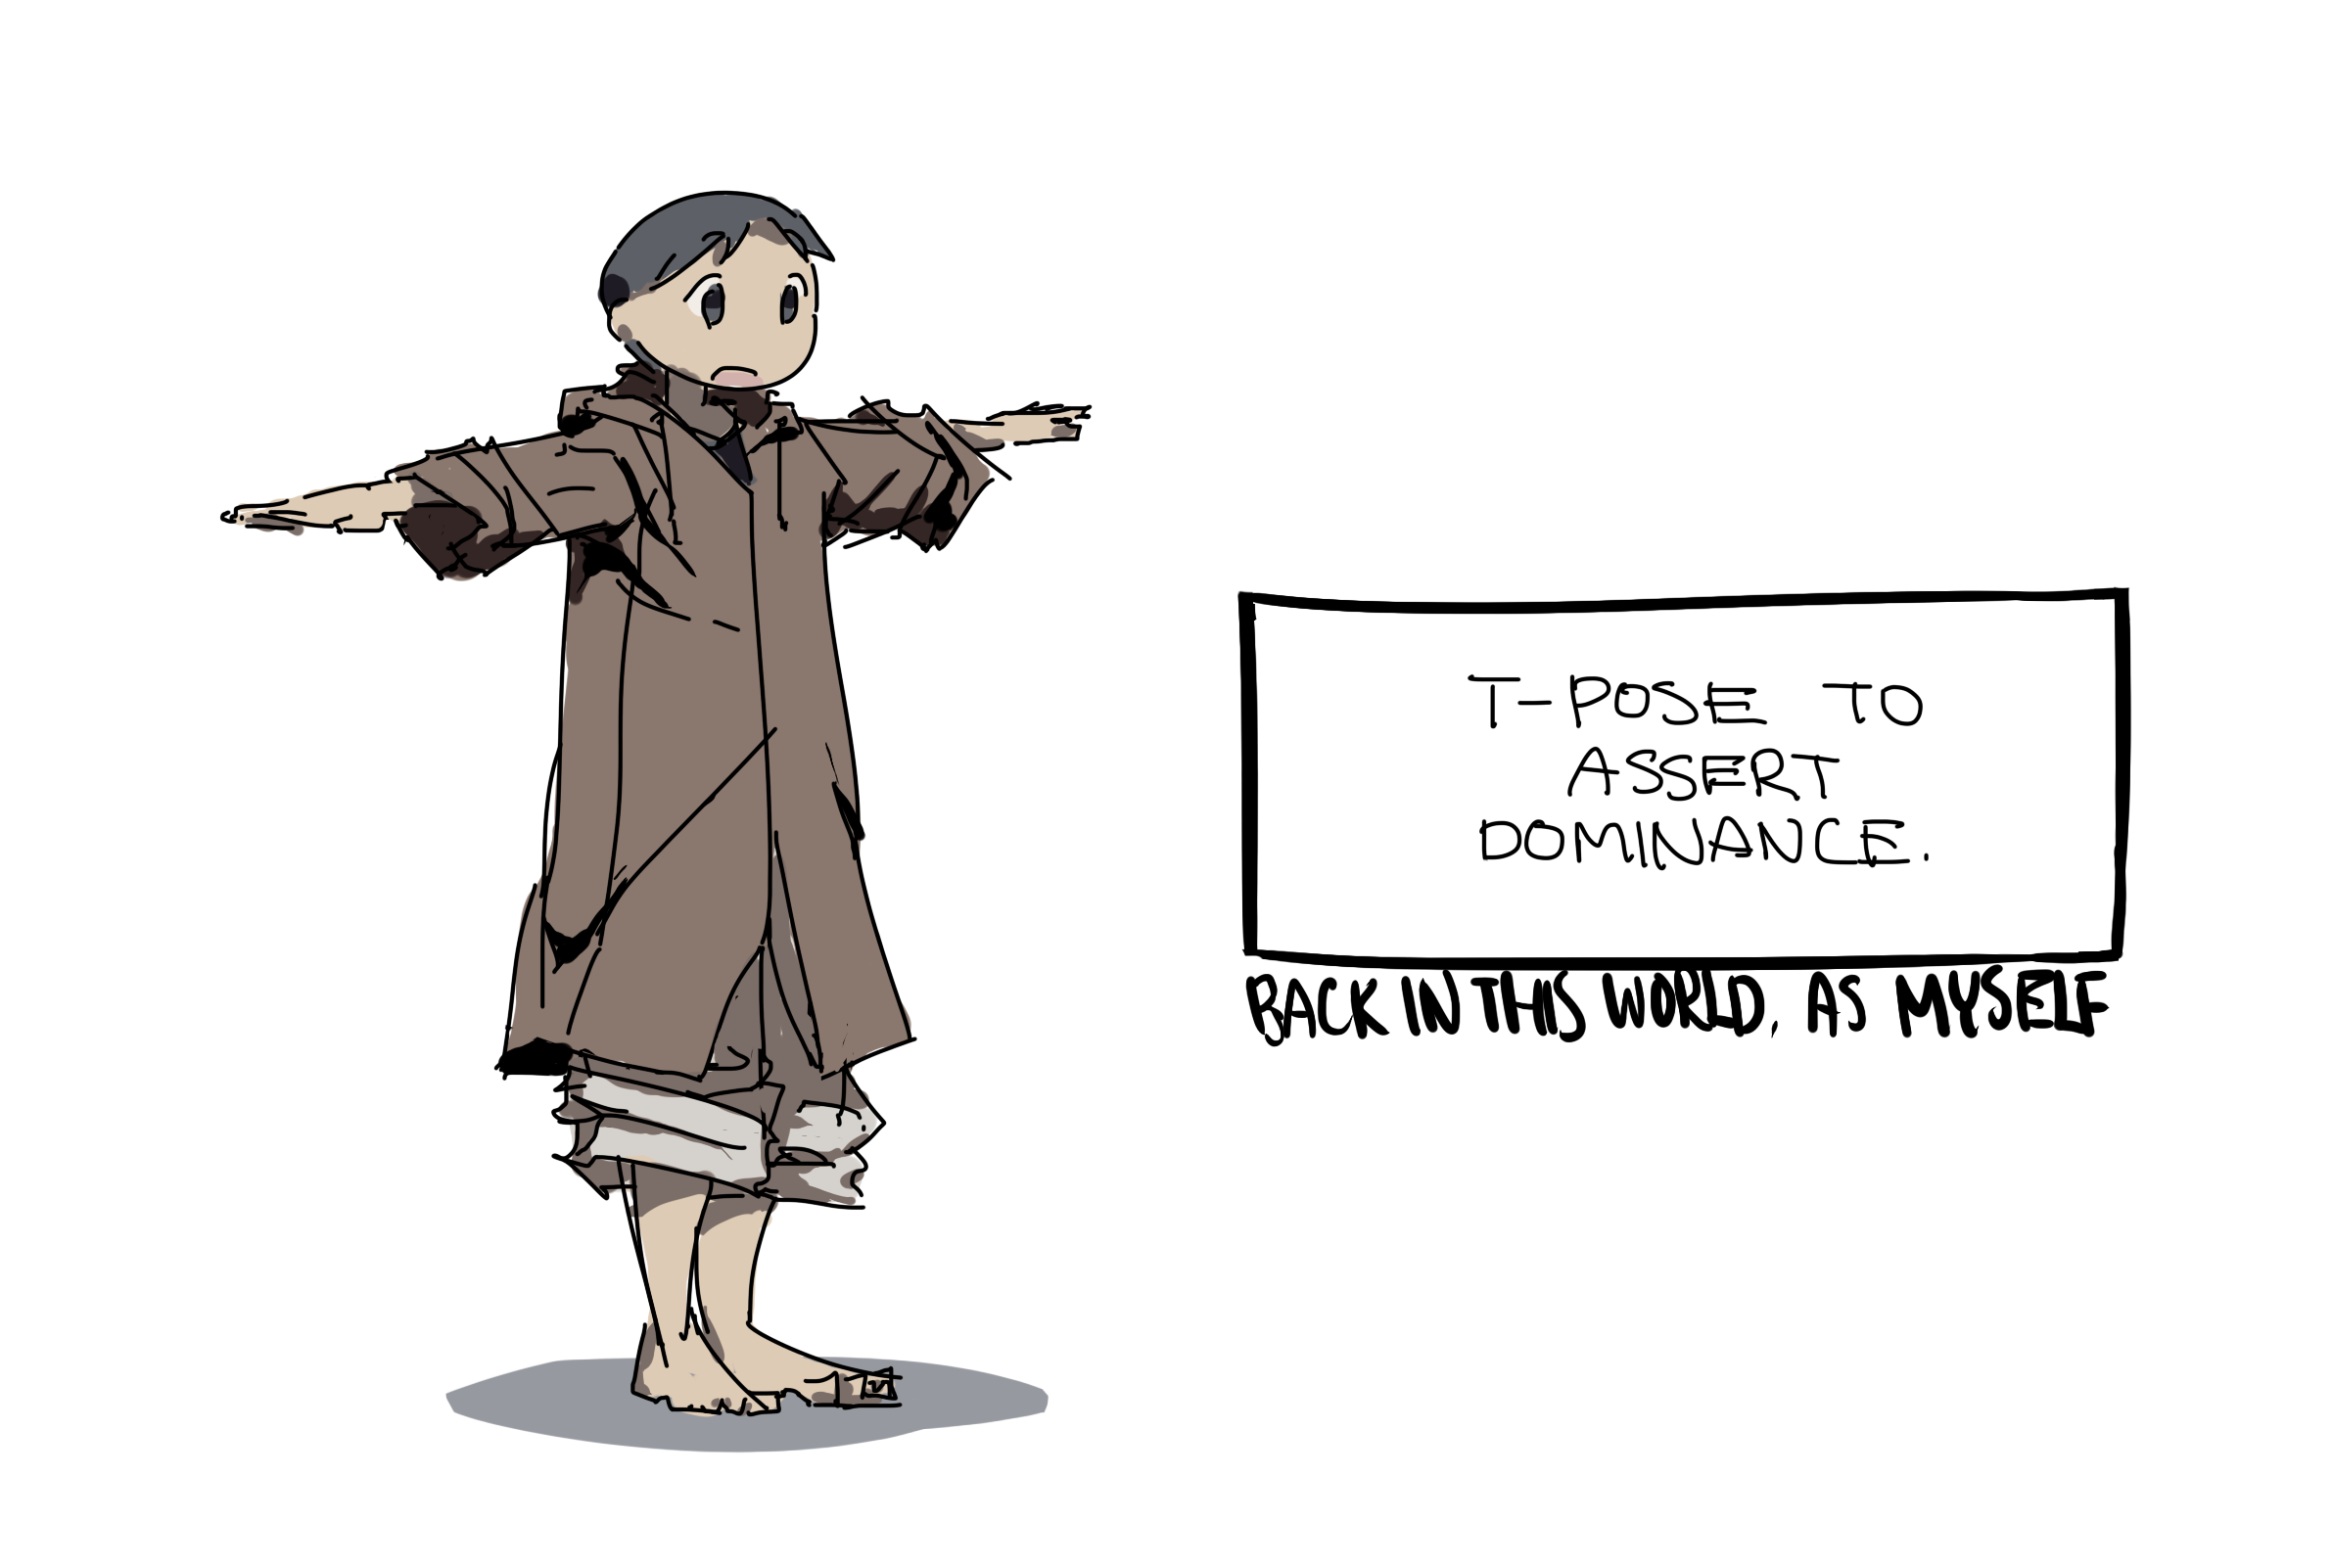 T-POSE TO
ASSERT
DOMINANCE.
BACK IN THIS WORLD, AS MYSELF